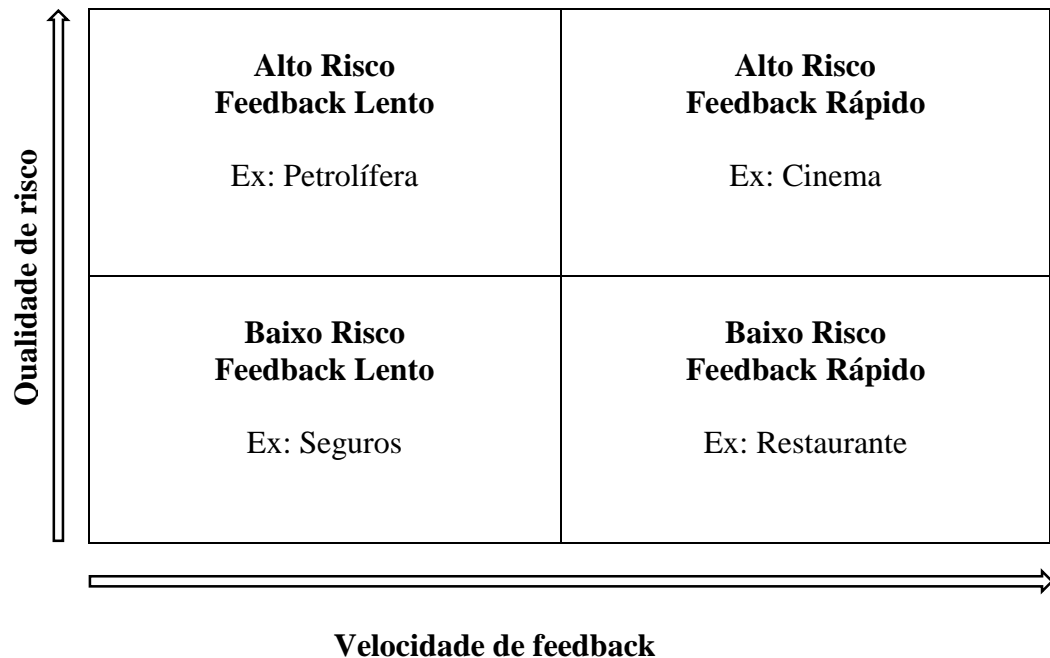 Alto Risco
Feedback Lento
Ex: Petrolífera
Alto Risco
Feedback Rápido
Ex: Cinema
Qualidade de risco
Baixo Risco
Feedback Lento
Ex: Seguros
Baixo Risco
Feedback Rápido
Ex: Restaurante
Velocidade de feedback